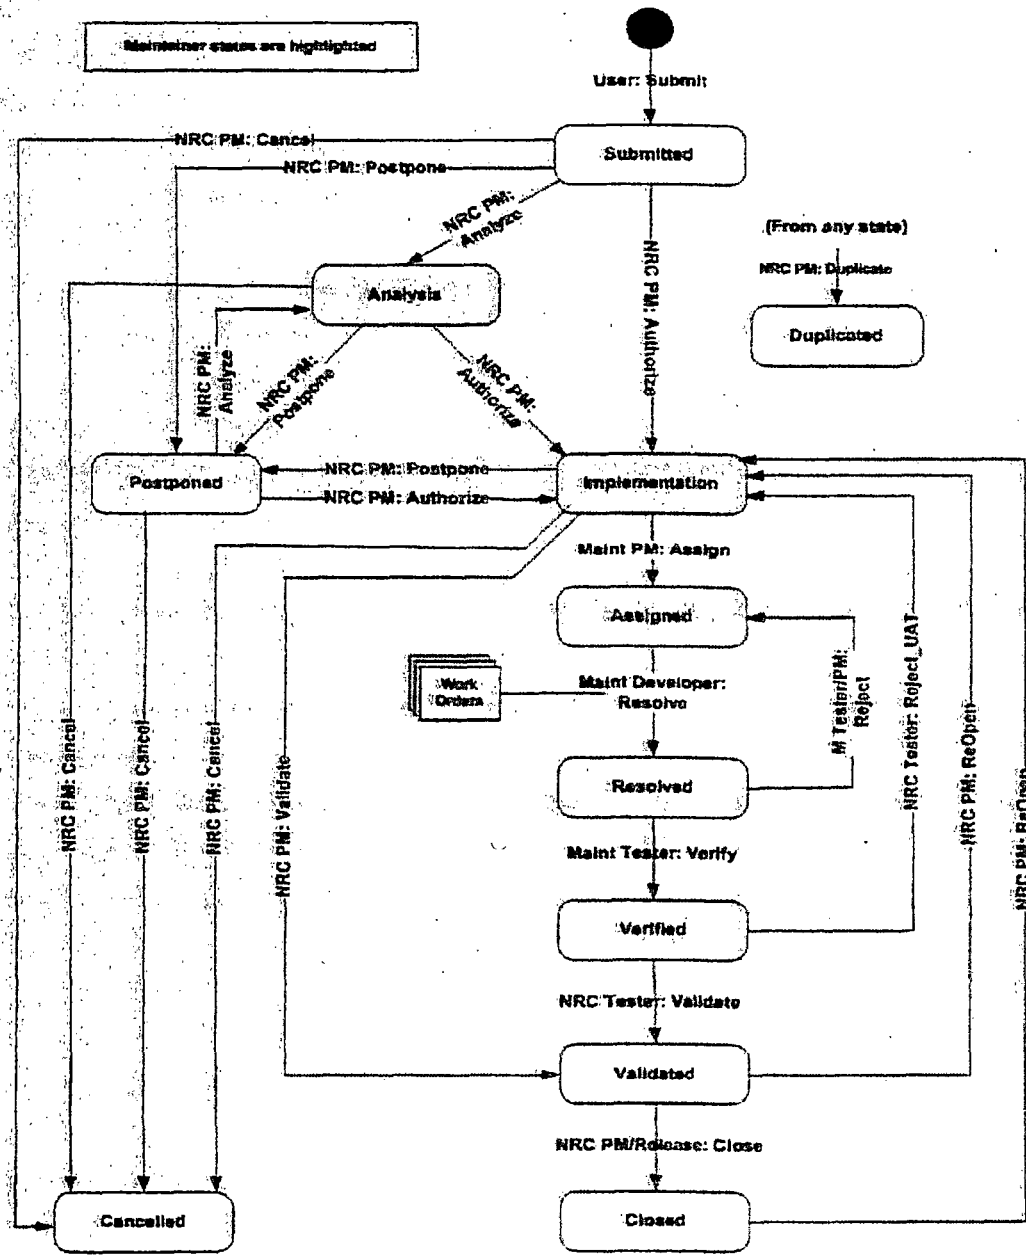 Maintainer states are highlighted
User: Submit
NRC PM: Cancel
Submitted
NRC PM: Postpone
NRC PM:
Analyze
(From any state)
NRC PM: Duplicate
NRC PM: Authorize
Analysis
Duplicated
NRC PM:
Analyze
NRC PM:
Postpone
NRC PM:
Authorize
Postponed
NRC PM: Postpone
NRC PM: Authorize
Implementation
Maint PM: Assign
Assigned
Work
Orders
Maint Developer:
Resolve
M Tester/PM:
Reject
NRC Tester: Reject_UAT
NRC PM: ReOpen
NRC PM: ReOpen
NRC PM: Cancel
NRC PM: Cancel
NRC PM: Cancel
NRC PM: Validate
Resolved
Maint Tester: Verify
Verified
NRC Tester: Validate
Validated
NRC PM/Release: Close
Cancelled
Closed